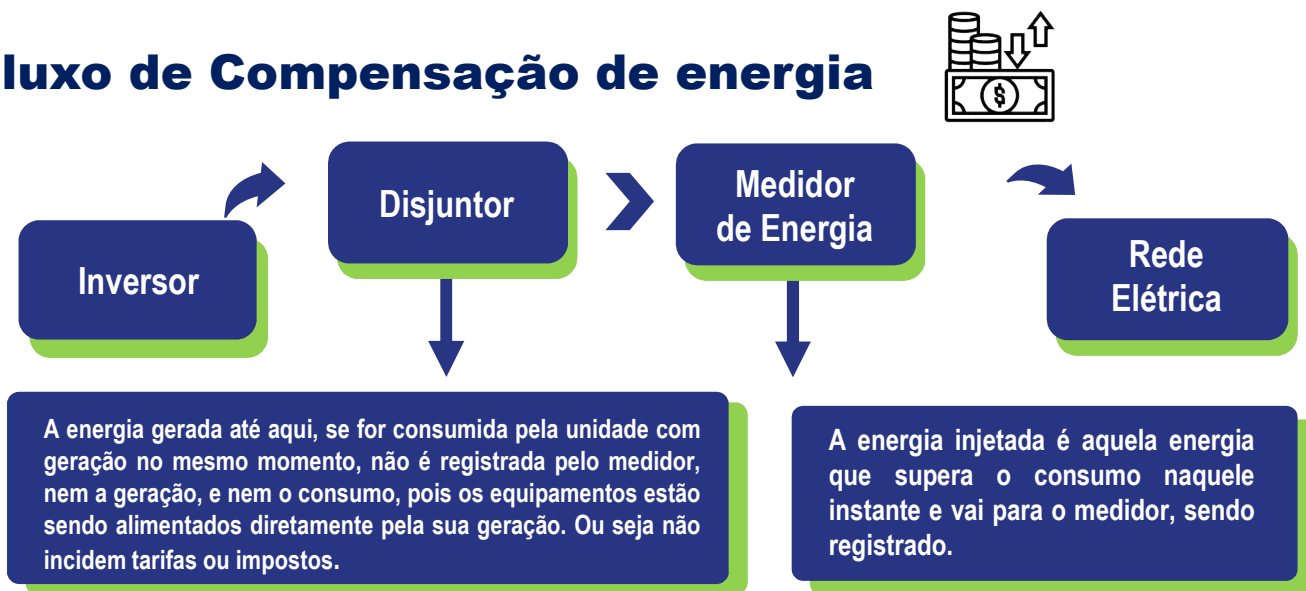 luxo de Compensação de energia
$
Disjuntor
Medidor
de Energia
Inversor
Rede
Elétrica
A energia gerada até aqui, se for consumida pela unidade com
geração no mesmo momento, não é registrada pelo medidor,
nem a geração, e nem o consumo, pois os equipamentos estão
sendo alimentados diretamente pela sua geração. Ou seja não
incidem tarifas ou impostos.
A energia injetada é aquela energia
que supera o consumo naquele
instante e vai para o medidor, sendo
registrado.